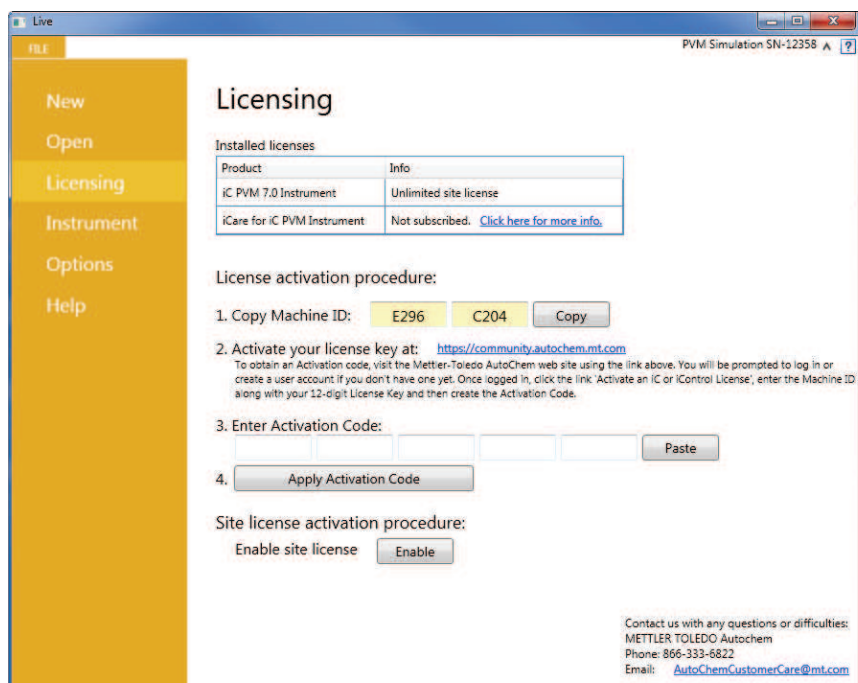 Live
FILE
PVM Simulation SN-12358
?
New
Open
Licensing
Instrument
Options
Help
Licensing
Installed licenses
Product Info
iC PVM 7.0 Instrument Unlimited site license
iCare for iC PVM Instrument Not subscribed. Click here for more info.
License activation procedure:
1. Copy Machine ID: E296 C204 Copy
2. Activate your license key at: https://community.autochem.mt.com
To obtain an Activation code, visit the Mettler-Toledo AutoChem web site using the link above. You will be prompted to log in or
create a user account if you don't have one yet. Once logged in, click the link 'Activate an iC or iControl License', enter the Machine ID
along with your 12-digit License Key and then create the Activation Code.
3. Enter Activation Code:
Paste
4. Apply Activation Code
Site license activation procedure:
Enable site license Enable
Contact us with any questions or difficulties:
METTLER TOLEDO Autochem
Phone: 866-333-6822
Email: AutoChemCustomerCare@mt.com